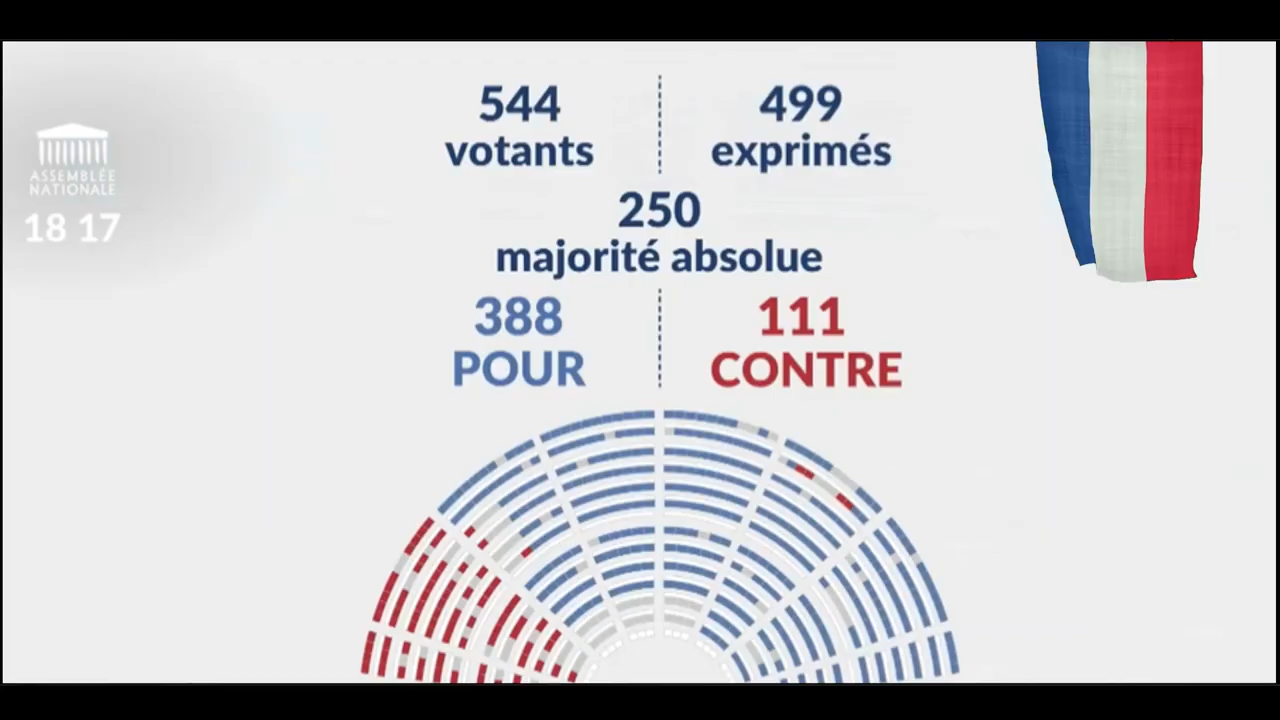 544
votants
499
exprimés
250
majorité absolue
388
POUR
111
CONTRE
ASSEMBLÉE
NATIONALE
18 17